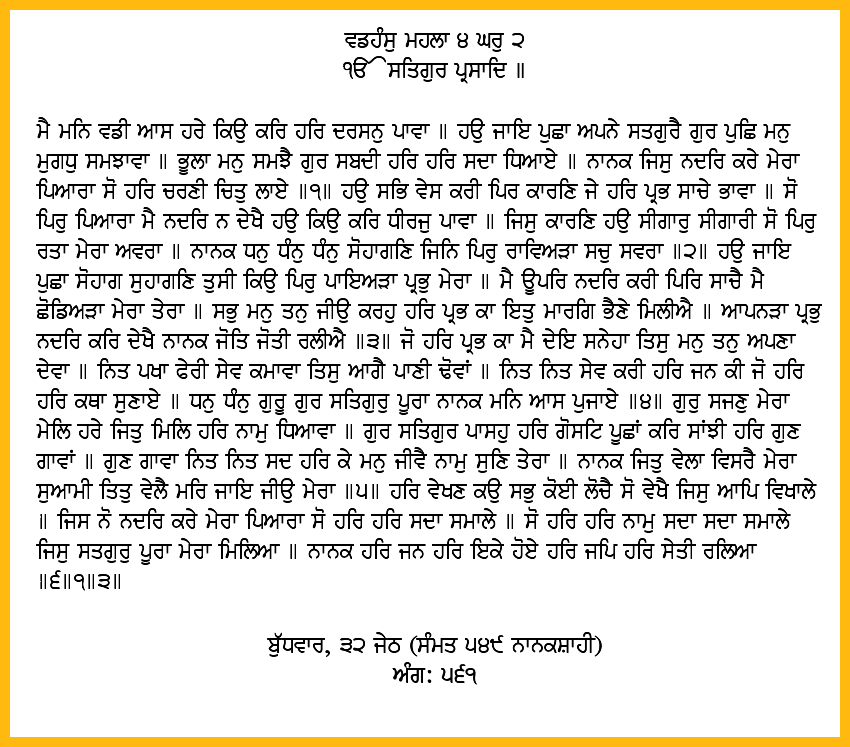 ਵਡਹੰਸੁ ਮਹਲਾ ੪ ਘਰੁ ੨
ੴ ਸਤਿਗੁਰ ਪ੍ਰਸਾਦਿ ॥
ਮੈ ਮਨਿ ਵਡੀ ਆਸ ਹਰੇ ਕਿਉ ਕਰਿ ਹਰਿ ਦਰਸਨੁ ਪਾਵਾ ॥ ਹਉ ਜਾਇ ਪੁਛਾ ਅਪਨੇ ਸਤਗੁਰੈ ਗੁਰ ਪੁਛਿ ਮਨੁ
ਮੁਗਧੁ ਸਮਝਾਵਾ ॥ ਭੂਲਾ ਮਨੁ ਸਮਝੈ ਗੁਰ ਸਬਦੀ ਹਰਿ ਹਰਿ ਸਦਾ ਧਿਆਏ ॥ ਨਾਨਕ ਜਿਸੁ ਨਦਰਿ ਕਰੇ ਮੇਰਾ
ਪਿਆਰਾ ਸੋ ਹਰਿ ਚਰਣੀ ਚਿਤੁ ਲਾਏ ॥੧॥ ਹਉ ਸਭਿ ਵੇਸ ਕਰੀ ਪਿਰ ਕਾਰਣਿ ਜੇ ਹਰਿ ਪ੍ਰਭ ਸਾਚੇ ਭਾਵਾ ॥ ਸੋ
ਪਿਰੁ ਪਿਆਰਾ ਮੈ ਨਦਰਿ ਨ ਦੇਖੈ ਹਉ ਕਿਉ ਕਰਿ ਧੀਰਜੁ ਪਾਵਾ ॥ ਜਿਸੁ ਕਾਰਣਿ ਹਉ ਸੀਗਾਰੁ ਸੀਗਾਰੀ ਸੋ ਪਿਰੁ
ਰਤਾ ਮੇਰਾ ਅਵਰਾ ॥ ਨਾਨਕ ਧਨੁ ਧੰਨੁ ਧੰਨੁ ਸੋਹਾਗਣਿ ਜਿਨਿ ਪਿਰੁ ਰਾਵਿਅੜਾ ਸਚੁ ਸਵਰਾ ॥੨॥ ਹਉ ਜਾਇ
ਪੁਛਾ ਸੋਹਾਗ ਸੁਹਾਗਣਿ ਤੁਸੀ ਕਿਉ ਪਿਰੁ ਪਾਇਅੜਾ ਪ੍ਰਭੁ ਮੇਰਾ ॥ ਮੈ ਊਪਰਿ ਨਦਰਿ ਕਰੀ ਪਿਰਿ ਸਾਚੈ ਮੈ
ਛੋਡਿਅੜਾ ਮੇਰਾ ਤੇਰਾ ॥ ਸਭੁ ਮਨੁ ਤਨੁ ਜੀਉ ਕਰਹੁ ਹਰਿ ਪ੍ਰਭ ਕਾ ਇਤੁ ਮਾਰਗਿ ਭੈਣੇ ਮਿਲੀਐ ॥ ਆਪਨੜਾ ਪ੍ਰਭੁ
ਨਦਰਿ ਕਰਿ ਦੇਖੈ ਨਾਨਕ ਜੋਤਿ ਜੋਤੀ ਰਲੀਐ ॥੩॥ ਜੋ ਹਰਿ ਪ੍ਰਭ ਕਾ ਮੈ ਦੇਇ ਸਨੇਹਾ ਤਿਸੁ ਮਨੁ ਤਨੁ ਅਪਣਾ
ਦੇਵਾ ॥ ਨਿਤ ਪਖਾ ਫੇਰੀ ਸੇਵ ਕਮਾਵਾ ਤਿਸੁ ਆਗੈ ਪਾਣੀ ਢੋਵਾਂ ॥ ਨਿਤ ਨਿਤ ਸੇਵ ਕਰੀ ਹਰਿ ਜਨ ਕੀ ਜੋ ਹਰਿ
ਹਰਿ ਕਥਾ ਸੁਣਾਏ ॥ ਧਨੁ ਧੰਨੁ ਗੁਰੂ ਗੁਰ ਸਤਿਗੁਰੁ ਪੂਰਾ ਨਾਨਕ ਮਨਿ ਆਸ ਪੁਜਾਏ ॥੪॥ ਗੁਰੁ ਸਜਣੁ ਮੇਰਾ
ਮੇਲਿ ਹਰੇ ਜਿਤੁ ਮਿਲਿ ਹਰਿ ਨਾਮੁ ਧਿਆਵਾ ॥ ਗੁਰ ਸਤਿਗੁਰ ਪਾਸਹੁ ਹਰਿ ਗੋਸਟਿ ਪੂਛਾਂ ਕਰਿ ਸਾਂਝੀ ਹਰਿ ਗੁਣ
ਗਾਵਾਂ ॥ ਗੁਣ ਗਾਵਾ ਨਿਤ ਨਿਤ ਸਦ ਹਰਿ ਕੇ ਮਨੁ ਜੀਵੈ ਨਾਮੁ ਸੁਣਿ ਤੇਰਾ ॥ ਨਾਨਕ ਜਿਤੁ ਵੇਲਾ ਵਿਸਰੈ ਮੇਰਾ
ਸੁਆਮੀ ਤਿਤੁ ਵੇਲੈ ਮਰਿ ਜਾਇ ਜੀਉ ਮੇਰਾ ॥੫॥ ਹਰਿ ਵੇਖਣ ਕਉ ਸਭੁ ਕੋਈ ਲੋਚੈ ਸੋ ਵੇਖੈ ਜਿਸੁ ਆਪਿ ਵਿਖਾਲੇ
॥ ਜਿਸ ਨੋ ਨਦਰਿ ਕਰੇ ਮੇਰਾ ਪਿਆਰਾ ਸੋ ਹਰਿ ਹਰਿ ਸਦਾ ਸਮਾਲੇ ॥ ਸੋ ਹਰਿ ਹਰਿ ਨਾਮੁ ਸਦਾ ਸਦਾ ਸਮਾਲੇ
ਜਿਸੁ ਸਤਗੁਰੁ ਪੂਰਾ ਮੇਰਾ ਮਿਲਿਆ ॥ ਨਾਨਕ ਹਰਿ ਜਨ ਹਰਿ ਇਕੇ ਹੋਏ ਹਰਿ ਜਪਿ ਹਰਿ ਸੇਤੀ ਰਲਿਆ
॥੬॥੧॥੩॥
ਬੁੱਧਵਾਰ, ੩੨ ਜੇਠ (ਸੰਮਤ ੫੪੯ ਨਾਨਕਸ਼ਾਹੀ)
ਅੰਗ: ੫੬੧